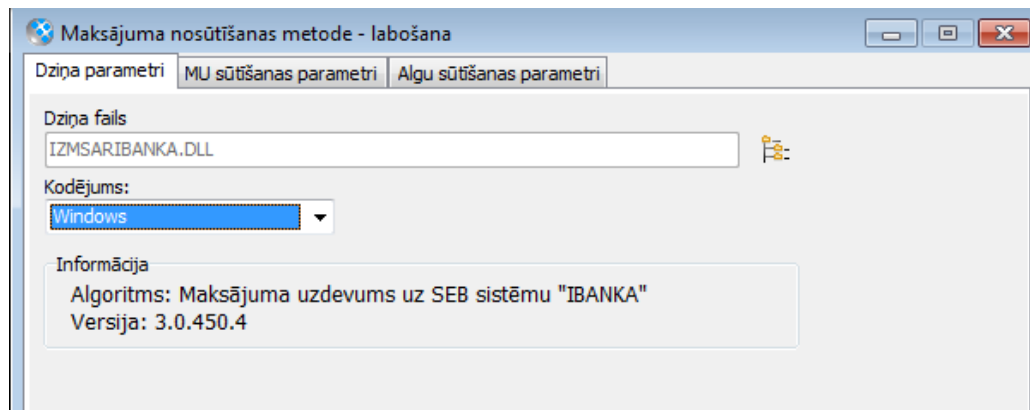 Maksājuma nosūtīšanas metode - labošana
Dziņa parametri MU sūtīšanas parametri Algu sūtīšanas parametri
Dziņa fails
IZMSARIBANKA.DLL
Kodējums:
Windows
Informācija
Algoritms: Maksājuma uzdevums uz SEB sistēmu "IBANKA"
Versija: 3.0.450.4